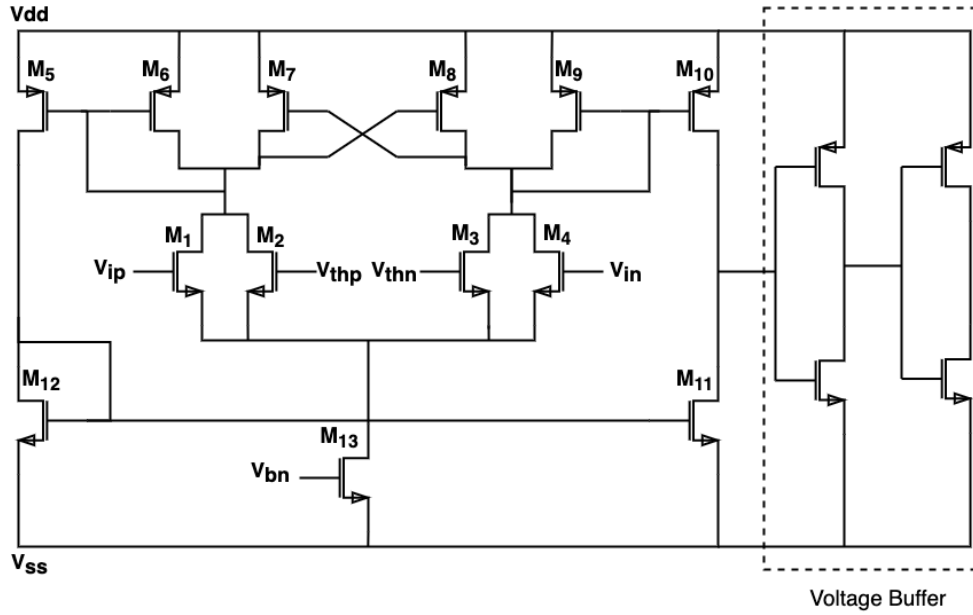 Vdd
M5 M6 M7 M8 M9 M10
M1 M2 M3 M4
Vip Vthp Vthn Vin
M12 M11
M13
Vbn
Vss
Voltage Buffer